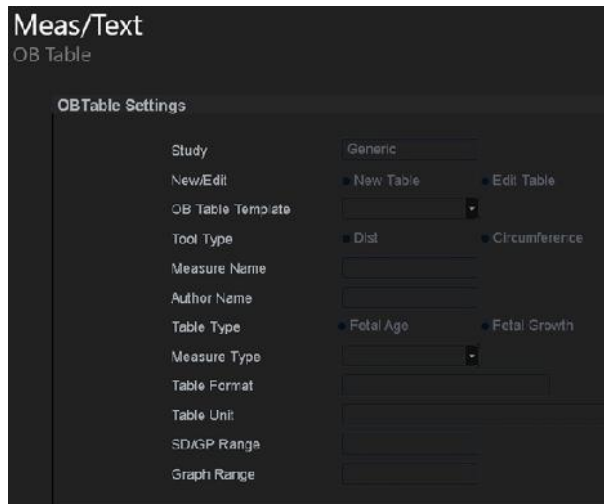 Meas/Text
OB Table
OBTable Settings
Study Generic
New/Edit New Table Edit Table
OB Table Template
Tool Type Dist Circumference
Measure Name
Author Name
Table Type Fetal Age Fetal Growth
Measure Type
Table Format
Table Unit
SD/GP Range
Graph Range